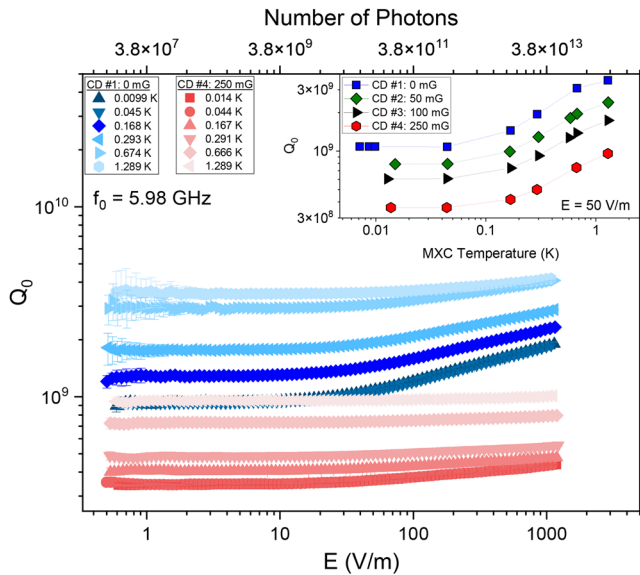 Number of Photons
3.8×10⁷ 3.8×10⁹ 3.8×10¹¹ 3.8×10¹³
CD #1: 0 mG
0.0099 K
0.045 K
0.168 K
0.293 K
0.674 K
1.289 K
CD #4: 250 mG
0.014 K
0.044 K
0.167 K
0.291 K
0.666 K
1.289 K
f₀ = 5.98 GHz
3×10⁹
10⁹
3×10⁸
Q₀
CD #1: 0 mG
CD #2: 50 mG
CD #3: 100 mG
CD #4: 250 mG
E = 50 V/m
0.01 0.1 1
MXC Temperature (K)
10¹⁰
10⁹
Q₀
1 10 100 1000
E (V/m)